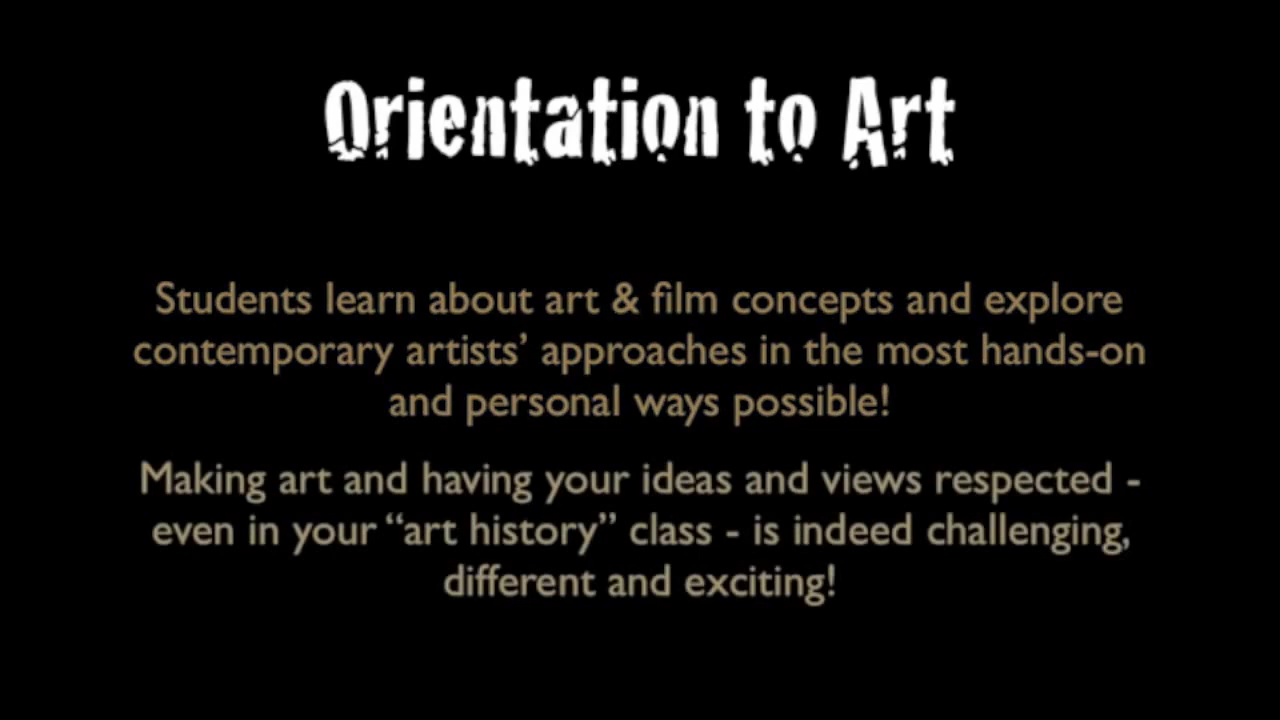 Orientation to Art
Students learn about art & film concepts and explore
contemporary artists’ approaches in the most hands-on
and personal ways possible!
Making art and having your ideas and views respected -
even in your “art history” class - is indeed challenging,
different and exciting!